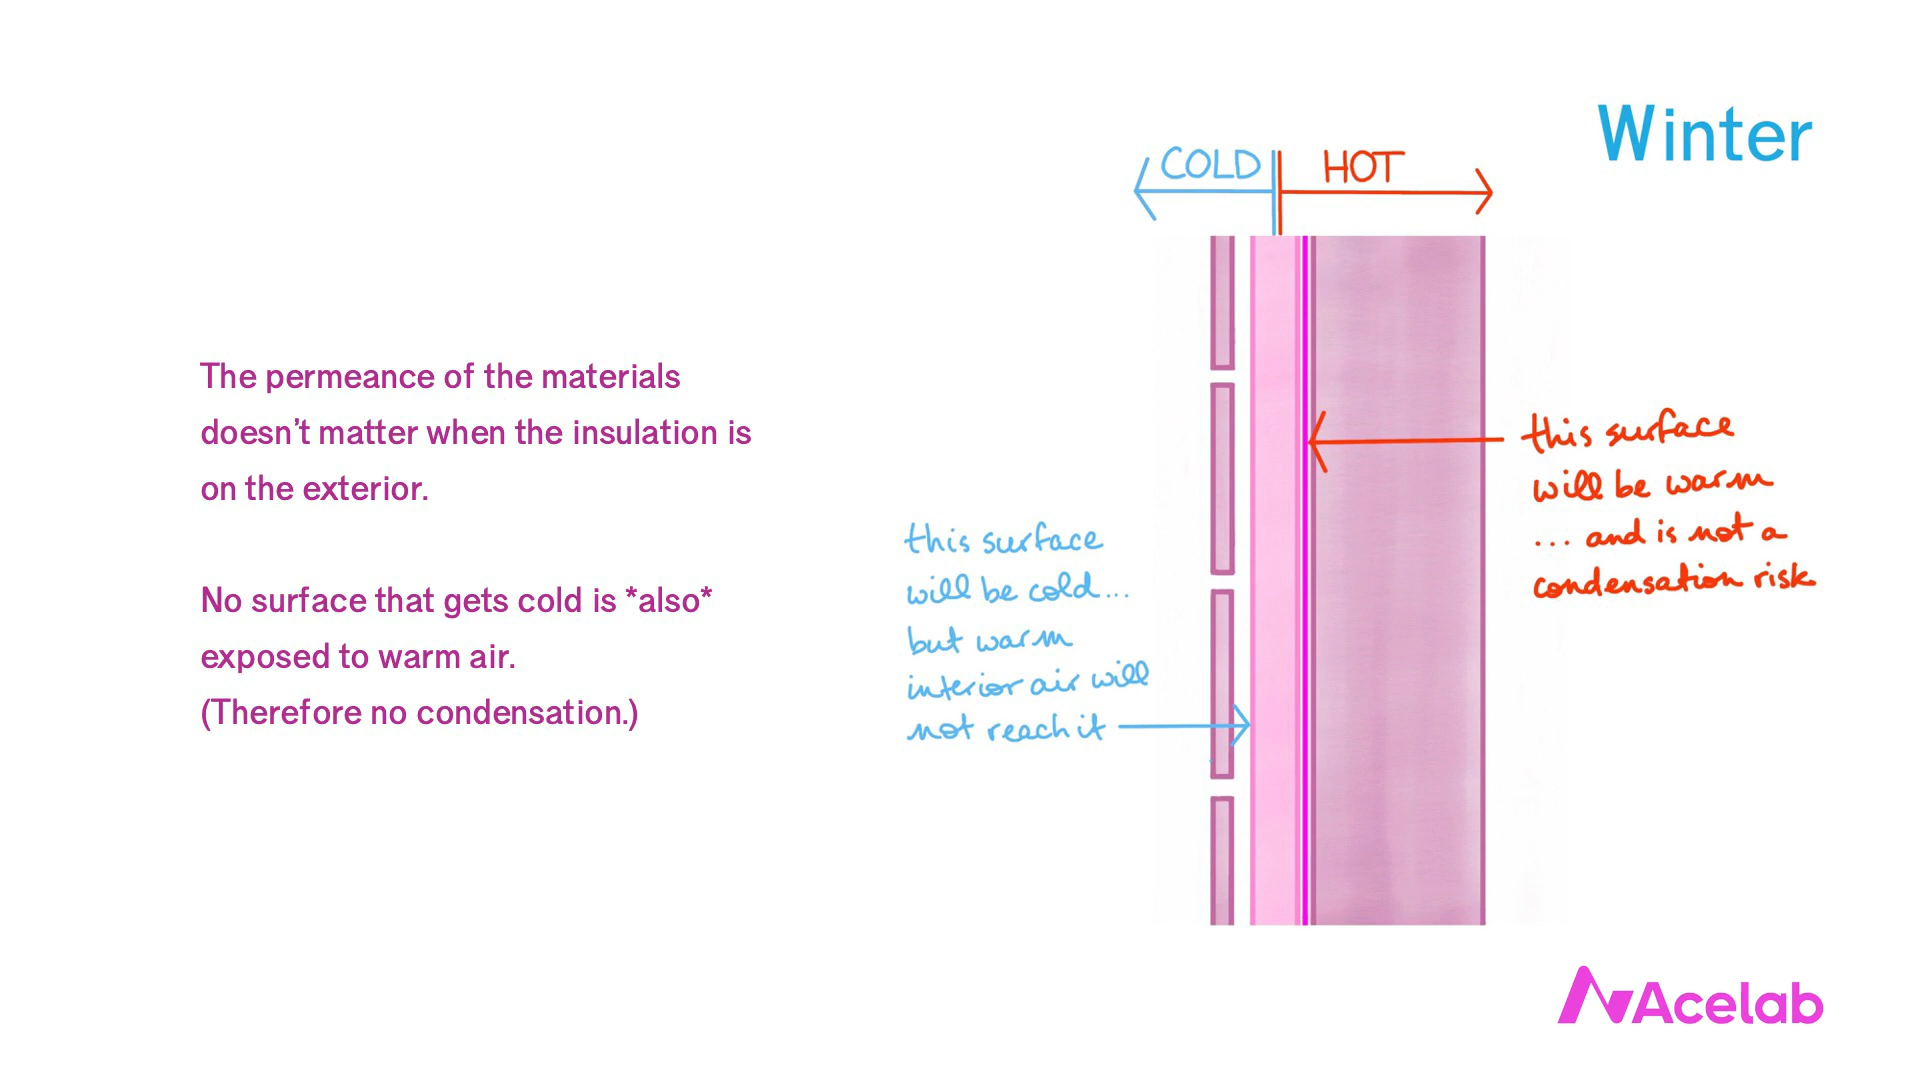 Winter
COLD
HOT
The permeance of the materials
doesn’t matter when the insulation is
on the exterior.
No surface that gets cold is *also*
exposed to warm air.
(Therefore no condensation.)
this surface
will be cold...
but warm
interior air will
not reach it
this surface
will be warm
... and is not a
condensation risk
Acelab